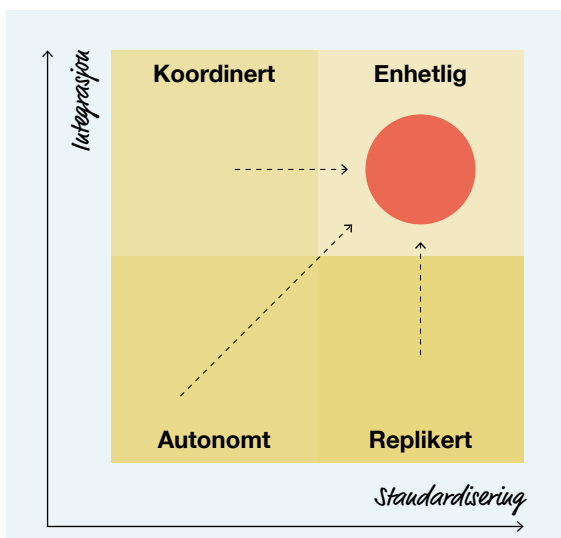 Integrasjon
Koordinert
Enhetlig
Autonomt
Replikert
Standardisering